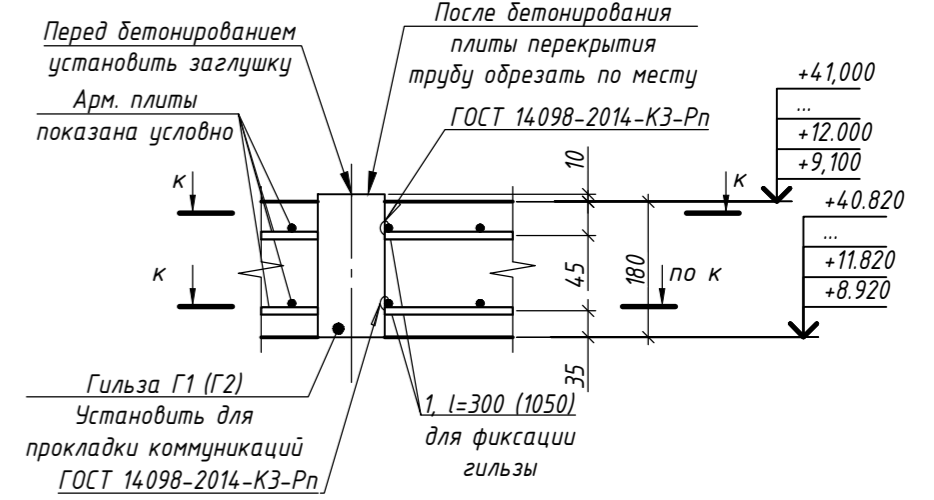 Перед бетонированием
установить заглушку
Арм. плиты
показана условно
После бетонирования
плиты перекрытия
трубу обрезать по месту
ГОСТ 14098-2014-К3-Рп
+41,000
...
+12.000
+9,100
+40.820
...
+11.820
+8.920
10
45
180
35
к
к
к
по к
Гильза Г1 (Г2)
Установить для
прокладки коммуникаций
ГОСТ 14098-2014-К3-Рп
1, l=300 (1050)
для фиксации
гильзы